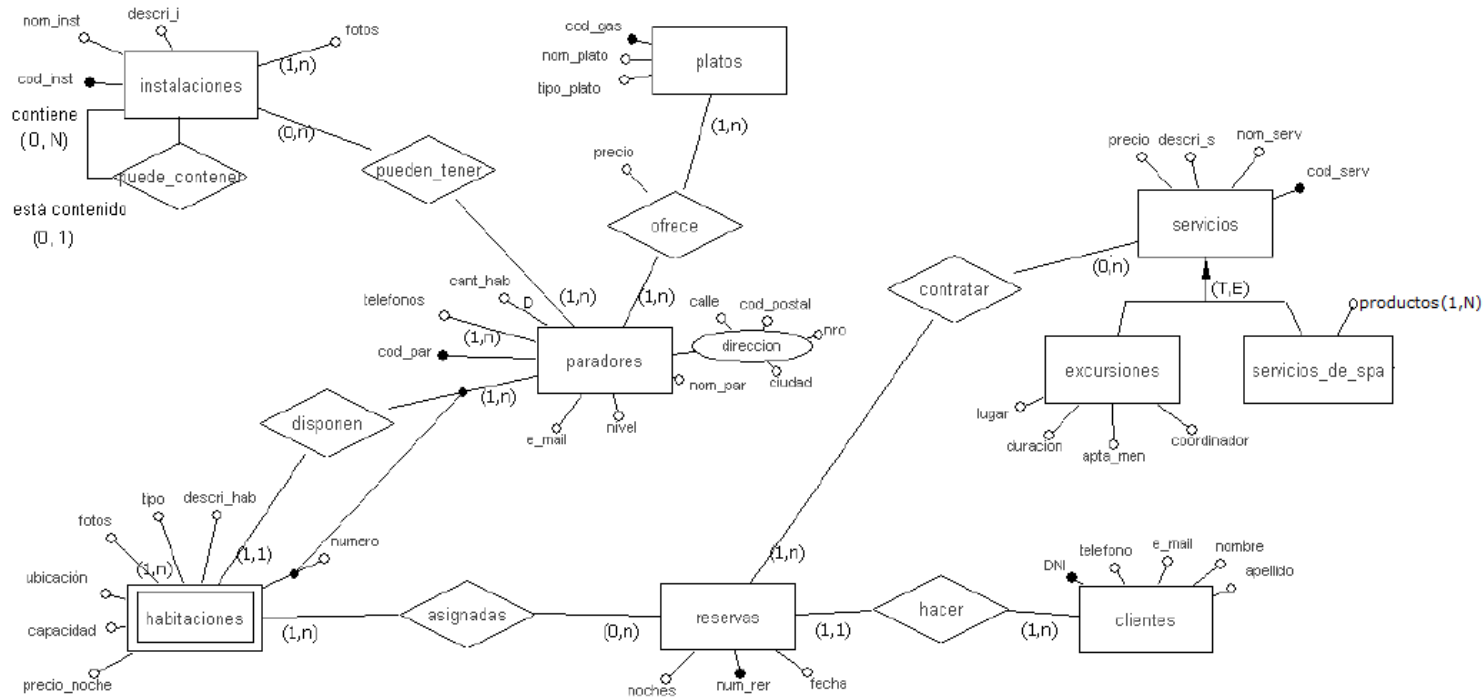 nom_inst
descri_i
fotos
(1,n)
cod_inst
instalaciones
contiene
(0, N)
(0,n)
puede_contener
está contenido
(0, 1)
pueden_tener
(1,n)
cod_gas
nom_plato
tipo_plato
platos
(1,n)
precio
ofrece
(1,n)
precio
descri_s
nom_serv
cod_serv
servicios
(0,n)
contratar
(1,n)
(T,E)
productos(1,N)
excursiones
servicios_de_spa
lugar
duracion
apta_men
coordinador
cant_hab
D
telefonos
(1,n)
cod_par
paradores
calle
cod_postal
nro
direccion
ciudad
nom_par
nivel
e_mail
(1,n)
disponen
(1,1)
fotos
(1,n)
tipo
descri_hab
numero
ubicación
capacidad
precio_noche
habitaciones
(1,n)
asignadas
(0,n)
reservas
noches
num_rer
fecha
(1,1)
hacer
(1,n)
DNI
telefono
e_mail
nombre
apellido
clientes